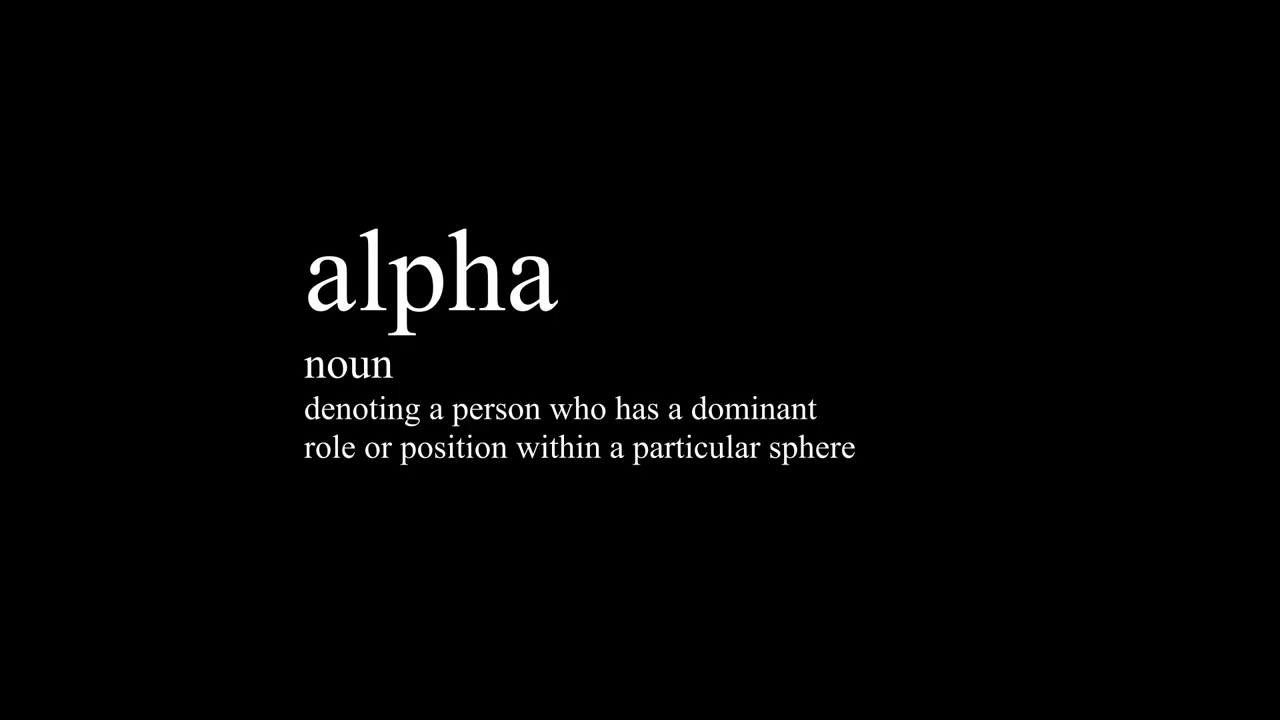 alpha
noun
denoting a person who has a dominant
role or position within a particular sphere